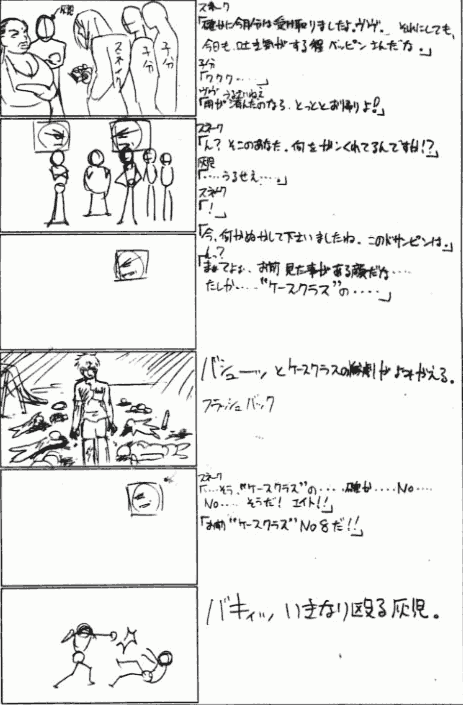 灰児
スネイク
子分
子分
スネーク
「確かに今月分は受け取りましたよ。ヴヴ。 それにしても、
今日も、吐き気がする程ベッピンさんだな。」
子分
「ククク……」
ヴヴ うるさいねえ
「用が済んだのなら、とっととお帰りよ!」
スネーク
「ん? そこのあなた、何をガンくれてるんですか!?」
灰児
「……うるせえ…。」
スネーク
「!」
「今、何かぬかして下さいましたね、このドサンピンは。」
「まてよ、お前 見た事がある顔だな……
たしか……“ケースクラス”の……」
バシューッ とケースクラスの惨劇がよみがえる。
フラッシュバック
スネーク
「…そう、“ケースクラス”の……確か……No……
No…… そうだ! エイト!!」
「お前“ケースクラス”No8だ!!」
バキィッ、いきなり殴る灰児。